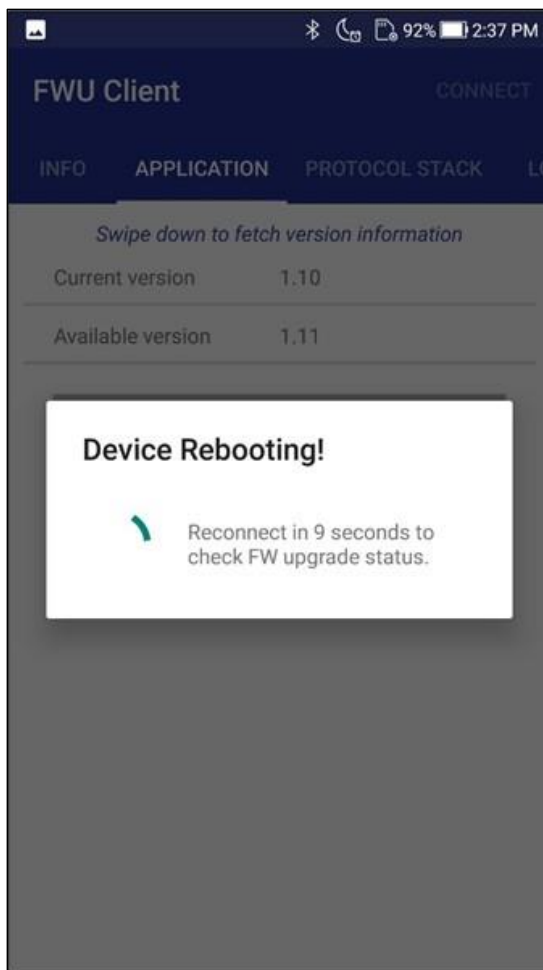 92% 2:37 PM
FWU Client CONNECT
INFO APPLICATION PROTOCOL STACK LO
Swipe down to fetch version information
Current version 1.10
Available version 1.11
Device Rebooting!
Reconnect in 9 seconds to
check FW upgrade status.